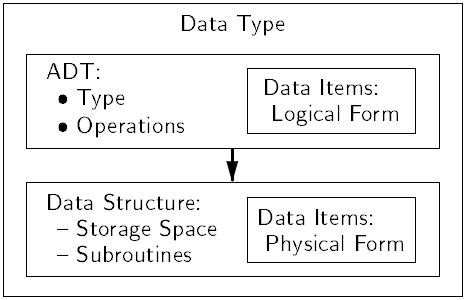 Data Type
ADT:
• Type
• Operations
Data Items:
Logical Form
Data Structure:
– Storage Space
– Subroutines
Data Items:
Physical Form